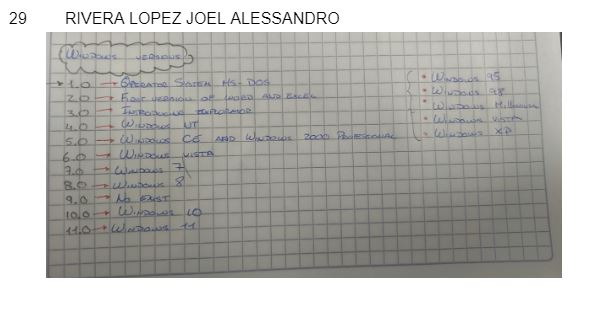 29 RIVERA LOPEZ JOEL ALESSANDRO
WINDOWS VERSIONS
1.0 → OPERATOR SISTEM MS-DOS
2.0 → FIRST VERSION OF WORD AND EXCEL
3.0 → INTRODUCING EXPLORADOR
4.0 → WINDOWS NT
5.0 → WINDOWS CE AND WINDOWS 2000 PROFESSIONAL
6.0 → WINDOWS VISTA
7.0 → WINDOWS 7
8.0 → WINDOWS 8
9.0 → NO EXIST
10.0 → WINDOWS 10
11.0 → WINDOWS 11
• WINDOWS 95
• WINDOWS 98
• WINDOWS
• WINDOWS VISTA
• WINDOWS XP